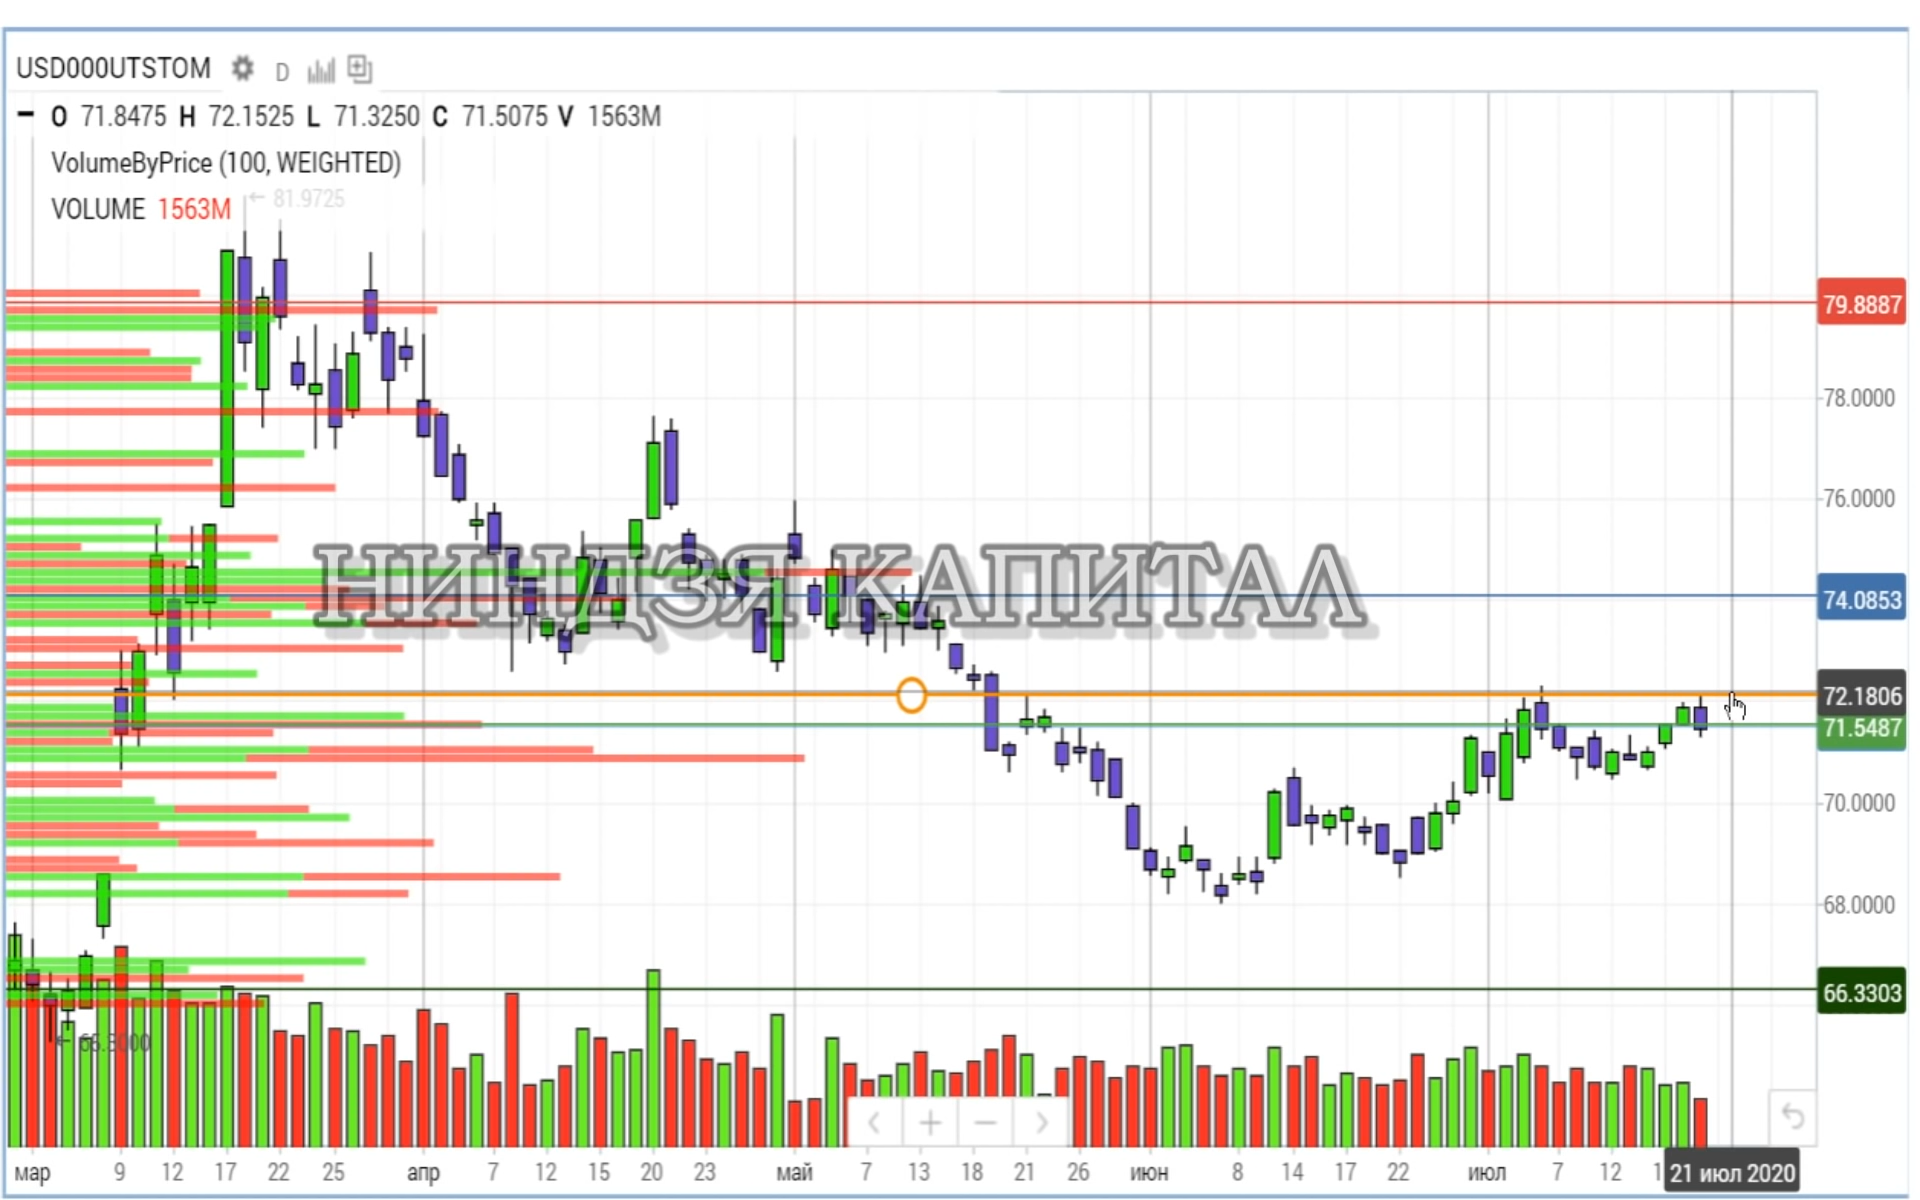 USD000UTSTOM D
O 71.8475 H 72.1525 L 71.3250 C 71.5075 V 1563M
VolumeByPrice (100, WEIGHTED)
VOLUME 1563M
← 81.9725
79.8887
78.0000
76.0000
НИНДЗЯ КАПИТАЛ
74.0853
72.1806
71.5487
70.0000
68.0000
66.3303
мар 9 12 17 22 25 апр 7 12 15 20 23 май 7 13 18 21 26 июн 8 14 17 22 июл 7 12 21 июл 2020